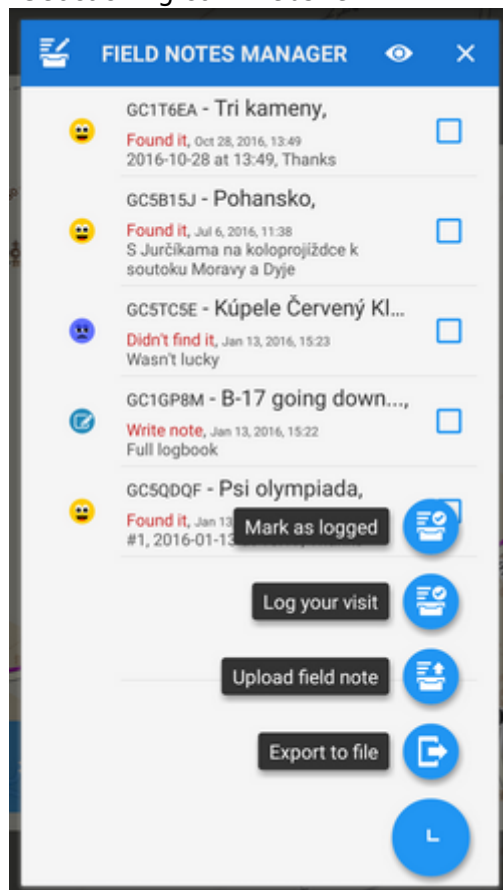 FIELD NOTES MANAGER
GC1T6EA - Tri kameny,
Found it, Oct 28, 2016, 13:49
2016-10-28 at 13:49, Thanks
GC5B15J - Pohansko,
Found it, Jul 6, 2016, 11:38
S Jurčíkama na koloprojíždce k
soutoku Moravy a Dyje
GC5TC5E - Kúpele Červený Kl...
Didn't find it, Jan 13, 2016, 15:23
Wasn't lucky
GC1GP8M - B-17 going down...,
Write note, Jan 13, 2016, 15:22
Full logbook
GC5QDQF - Psi olympiada,
Found it, Jan 13
#1, 2016-01-13
Mark as logged
Log your visit
Upload field note
Export to file